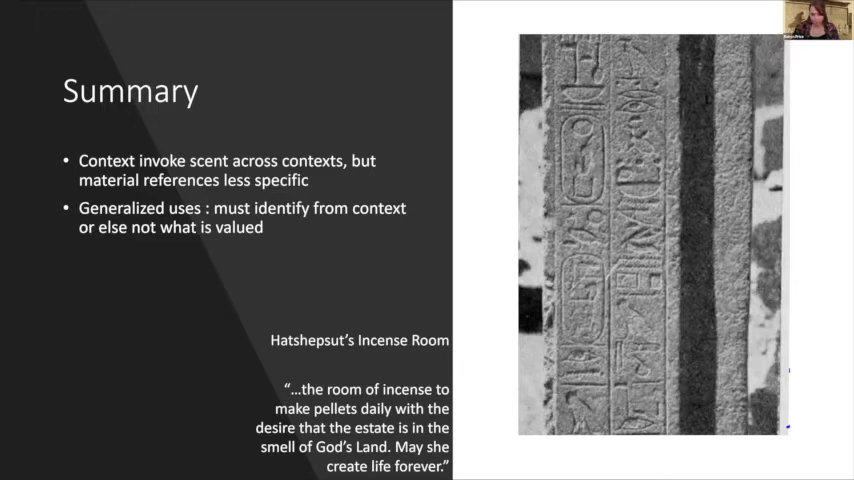 Summary
• Context invoke scent across contexts, but
material references less specific
• Generalized uses : must identify from context
or else not what is valued
Hatshepsut’s Incense Room
“…the room of incense to
make pellets daily with the
desire that the estate is in the
smell of God’s Land. May she
create life forever.”